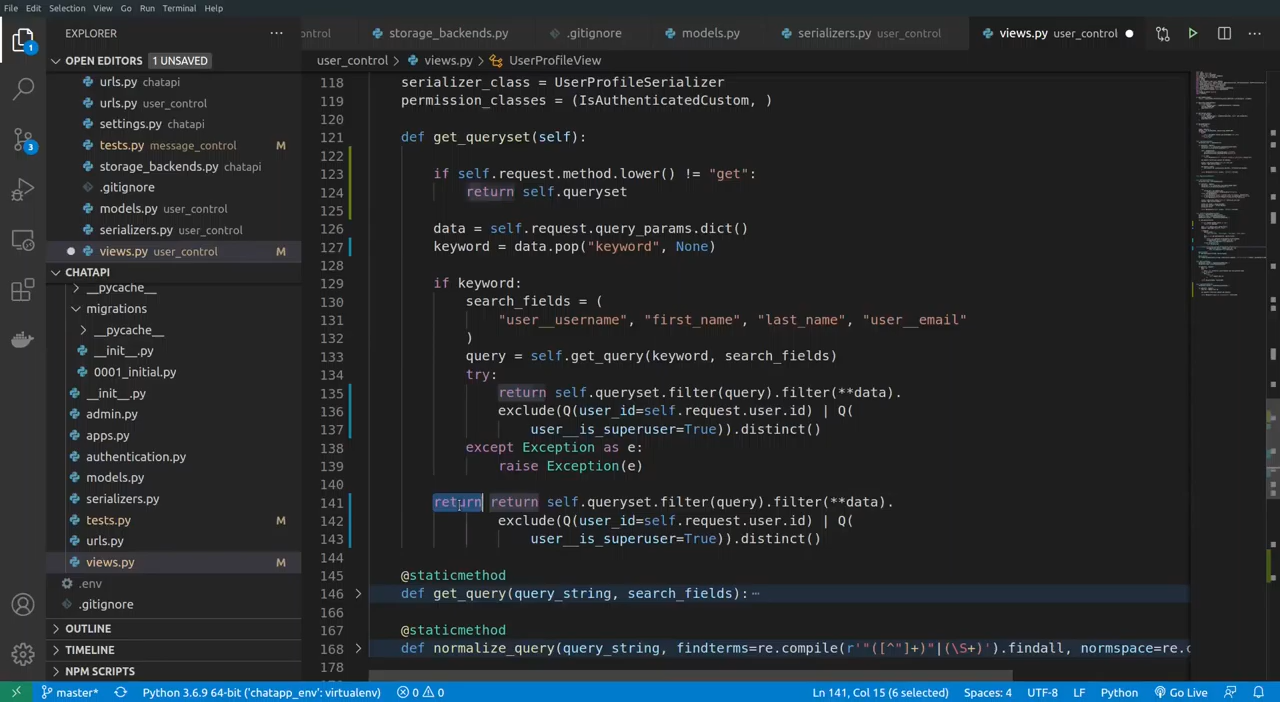 File Edit Selection View Go Run Terminal Help
EXPLORER
OPEN EDITORS 1 UNSAVED
urls.py chatapi
urls.py user_control
settings.py chatapi
tests.py message_control M
storage_backends.py chatapi
.gitignore
models.py user_control
serializers.py user_control
views.py user_control M
CHATAPI
__pycache__
migrations
__pycache__
__init__.py
0001_initial.py
__init__.py
admin.py
apps.py
authentication.py
models.py
serializers.py
tests.py M
urls.py
views.py M
.env
.gitignore
OUTLINE
TIMELINE
NPM SCRIPTS
1
3
ontrol storage_backends.py .gitignore models.py serializers.py user_control views.py user_control
user_control > views.py > UserProfileView
118 serializer_class = UserProfileSerializer
119 permission_classes = (IsAuthenticatedCustom, )
120
121 def get_queryset(self):
122
123 if self.request.method.lower() != "get":
124 return self.queryset
125
126 data = self.request.query_params.dict()
127 keyword = data.pop("keyword", None)
128
129 if keyword:
130 search_fields = (
131 "user__username", "first_name", "last_name", "user__email"
132 )
133 query = self.get_query(keyword, search_fields)
134 try:
135 return self.queryset.filter(query).filter(**data).
136 exclude(Q(user_id=self.request.user.id) | Q(
137 user__is_superuser=True)).distinct()
138 except Exception as e:
139 raise Exception(e)
140
141 return return self.queryset.filter(query).filter(**data).
142 exclude(Q(user_id=self.request.user.id) | Q(
143 user__is_superuser=True)).distinct()
144
145 @staticmethod
146 def get_query(query_string, search_fields):⋯
166
167 @staticmethod
168 def normalize_query(query_string, findterms=re.compile(r'"([^"]+)"|(\S+)').findall, normspace=re.c
178
master* Python 3.6.9 64-bit ('chatapp_env': virtualenv) 0 0 Ln 141, Col 15 (6 selected) Spaces: 4 UTF-8 LF Python Go Live